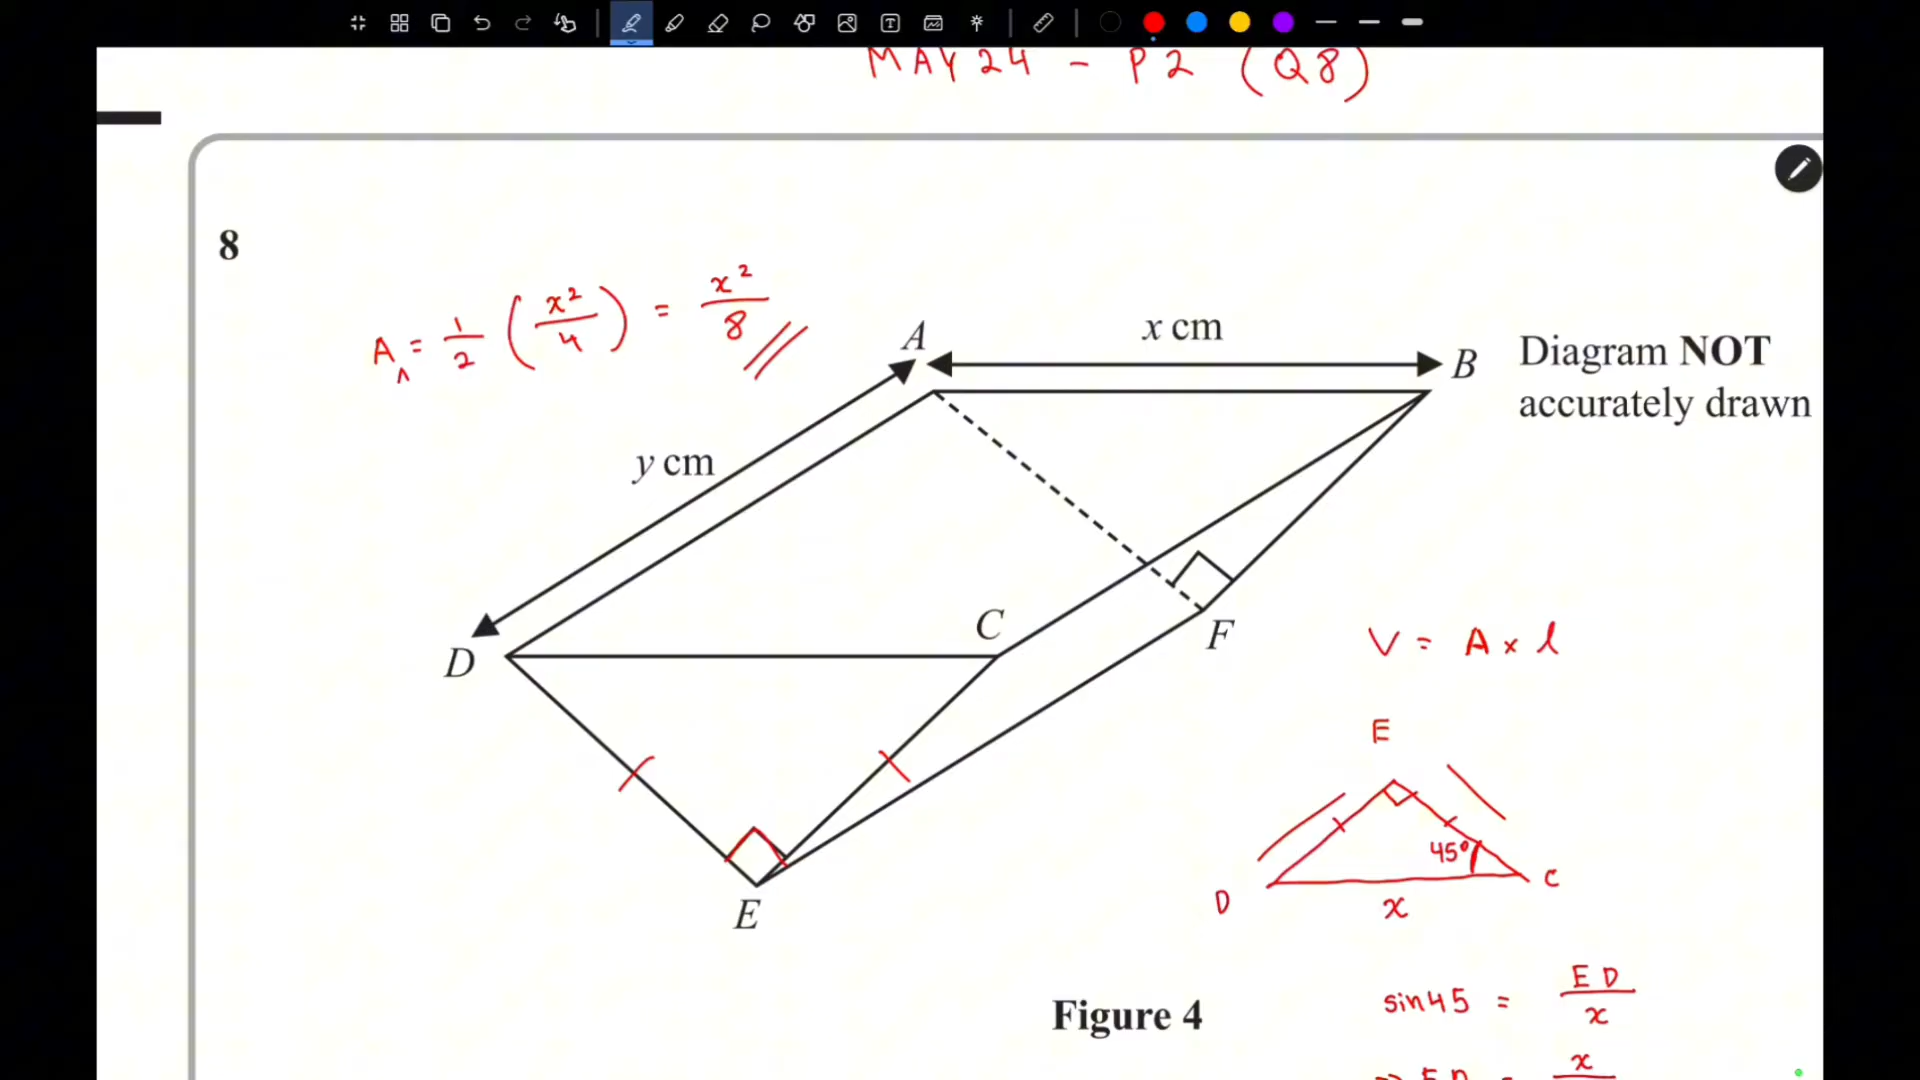 MAY 24 - P2 (Q8)
8
A = 1/2 (x²/4) = x²/8
A
x cm
B
Diagram NOT
accurately drawn
y cm
C
D
F
V = A × l
E
45°
D
C
x
E
sin45 = ED/x
Figure 4